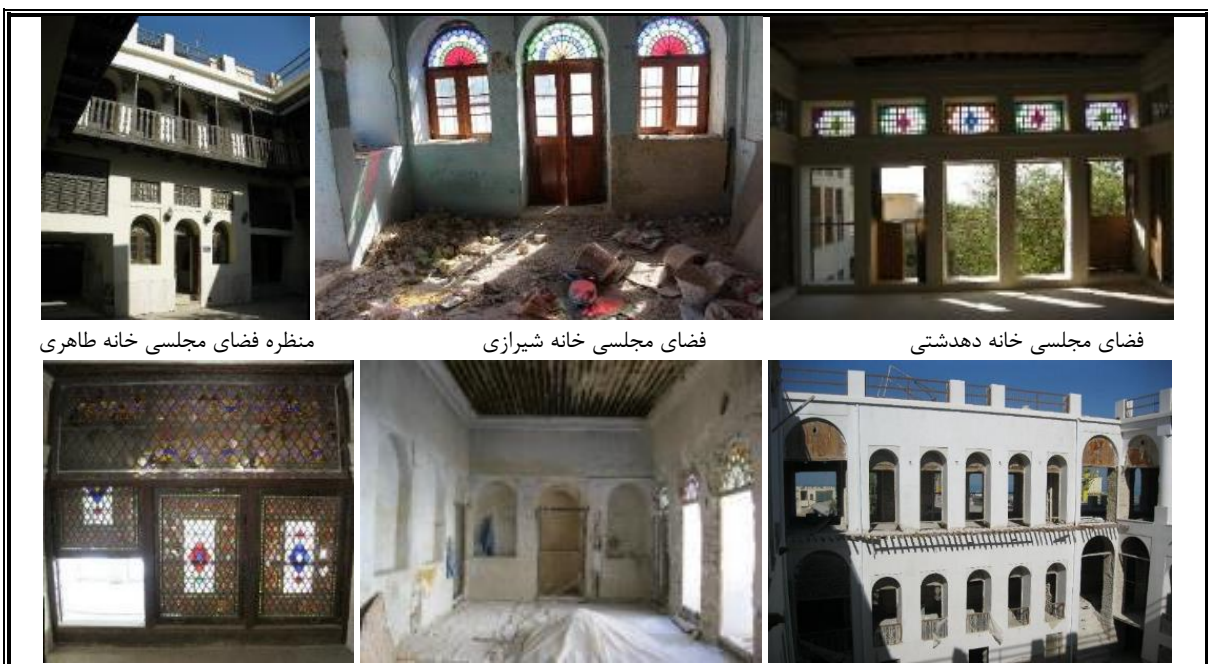 فضای مجلسی خانه دهدشتی
فضای مجلسی خانه شیرازی
منظره فضای مجلسی خانه طاهری